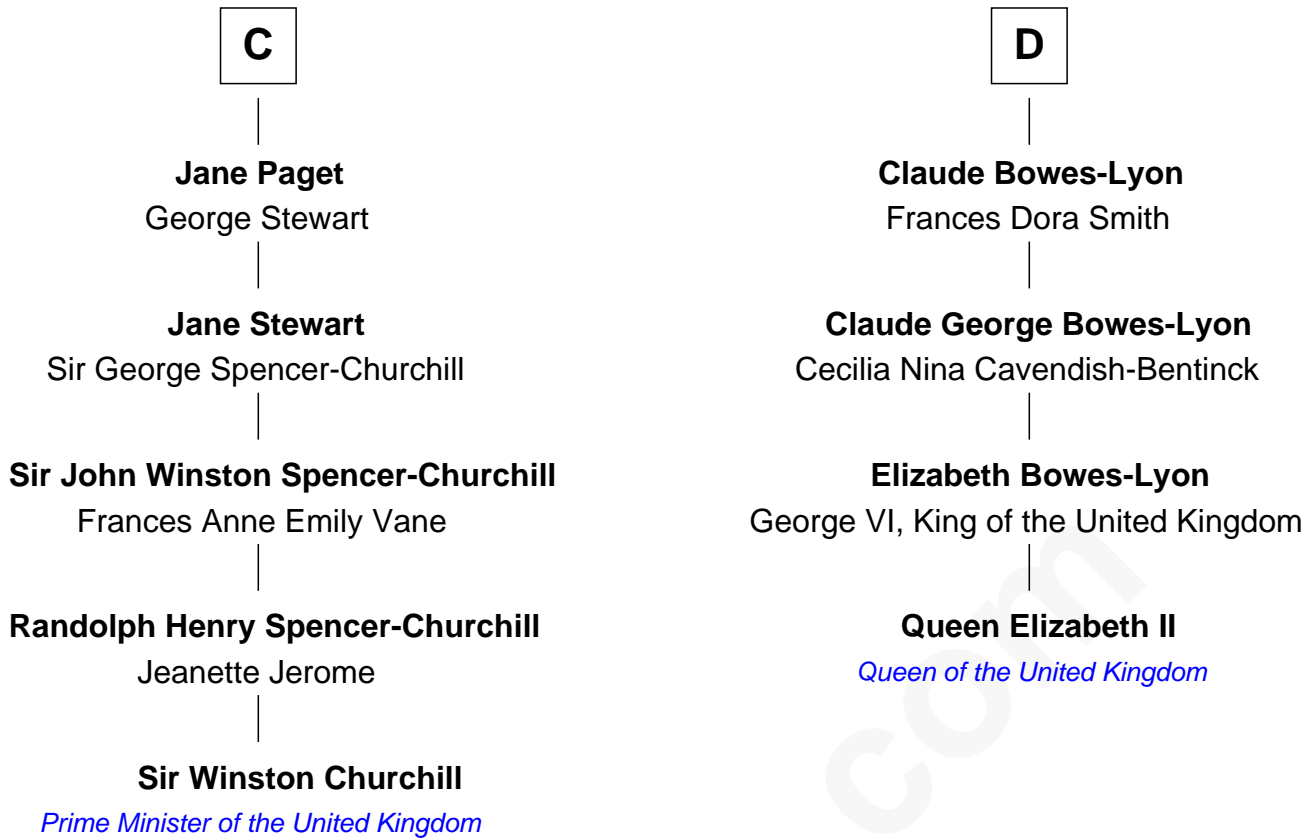 C
Jane Paget
George Stewart
Jane Stewart
Sir George Spencer-Churchill
Sir John Winston Spencer-Churchill
Frances Anne Emily Vane
Randolph Henry Spencer-Churchill
Jeanette Jerome
Sir Winston Churchill
Prime Minister of the United Kingdom
D
Claude Bowes-Lyon
Frances Dora Smith
Claude George Bowes-Lyon
Cecilia Nina Cavendish-Bentinck
Elizabeth Bowes-Lyon
George VI, King of the United Kingdom
Queen Elizabeth II
Queen of the United Kingdom
com